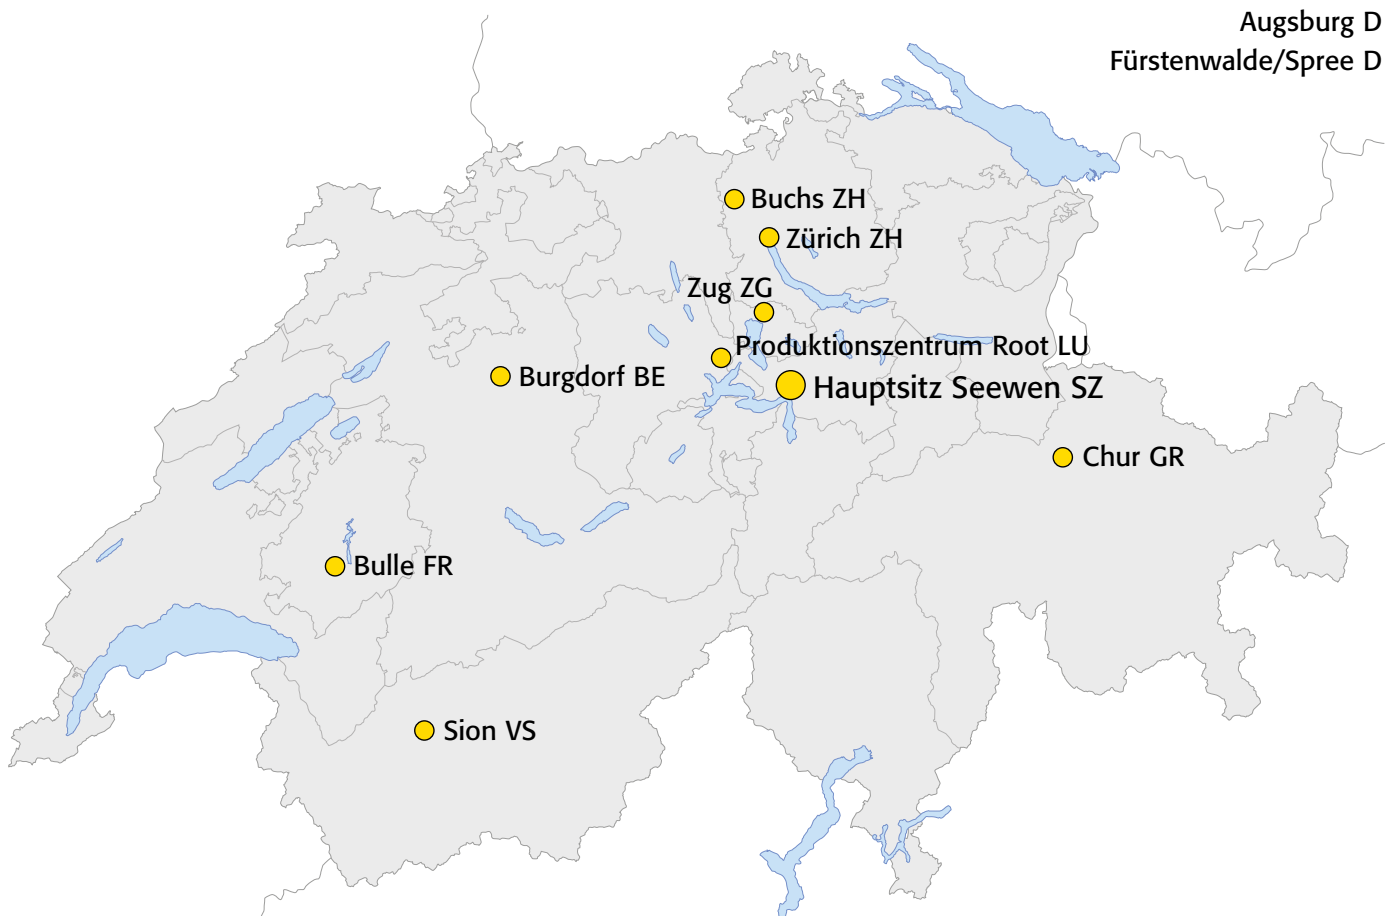 Augsburg D
Fürstenwalde/Spree D
Buchs ZH
Zürich ZH
Zug ZG
Produktionszentrum Root LU
Burgdorf BE
Hauptsitz Seewen SZ
Chur GR
Bulle FR
Sion VS